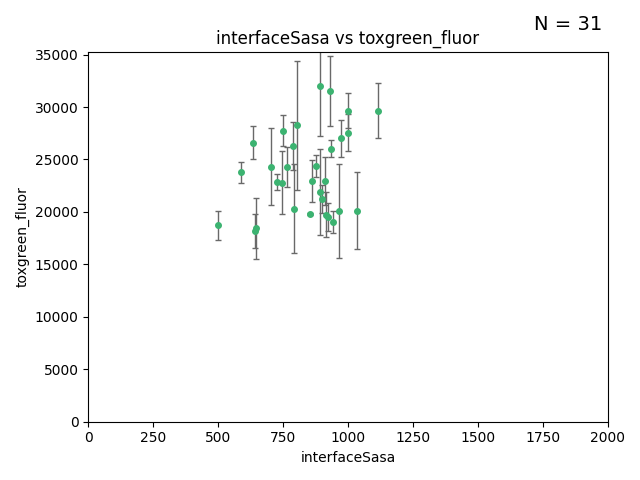 N = 31
interfaceSasa vs toxgreen_fluor
35000
30000
25000
20000
15000
10000
5000
0
toxgreen_fluor
0 250 500 750 1000 1250 1500 1750 2000
interfaceSasa